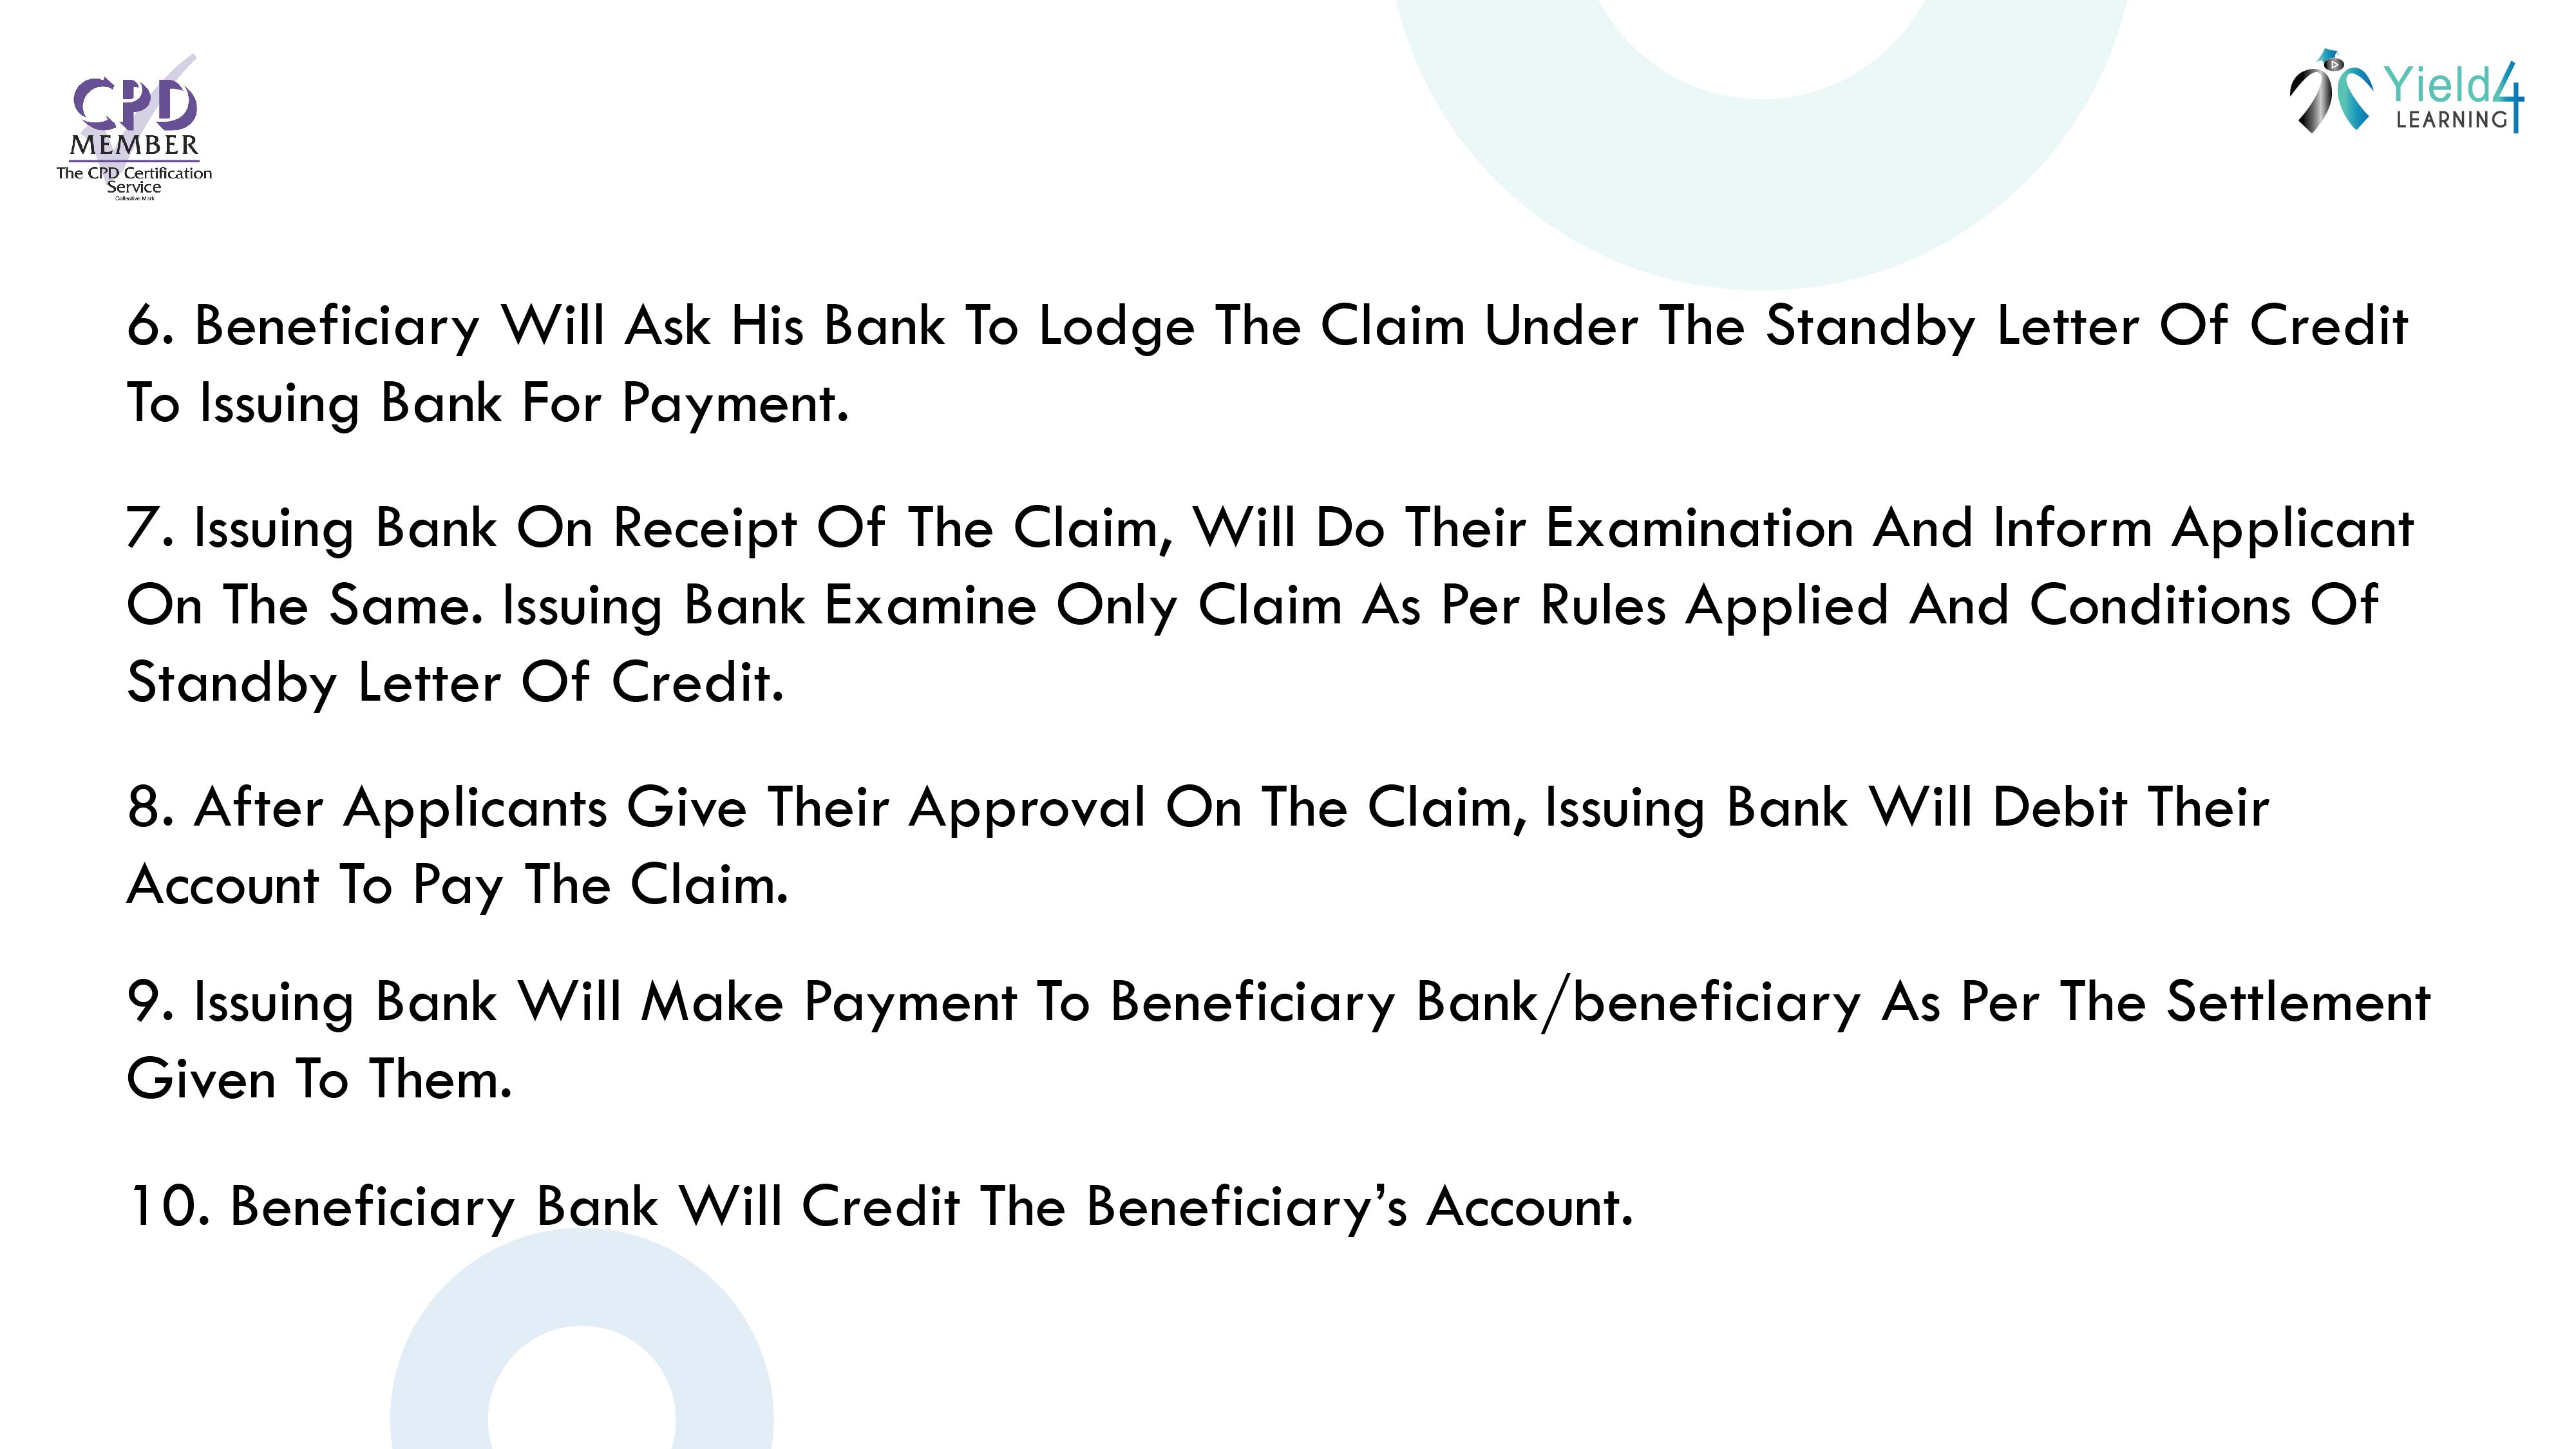 CPD
MEMBER
The CPD Certification
Service
Collective Mark
Yield4
LEARNING
6. Beneficiary Will Ask His Bank To Lodge The Claim Under The Standby Letter Of Credit
To Issuing Bank For Payment.
7. Issuing Bank On Receipt Of The Claim, Will Do Their Examination And Inform Applicant
On The Same. Issuing Bank Examine Only Claim As Per Rules Applied And Conditions Of
Standby Letter Of Credit.
8. After Applicants Give Their Approval On The Claim, Issuing Bank Will Debit Their
Account To Pay The Claim.
9. Issuing Bank Will Make Payment To Beneficiary Bank/beneficiary As Per The Settlement
Given To Them.
10. Beneficiary Bank Will Credit The Beneficiary’s Account.